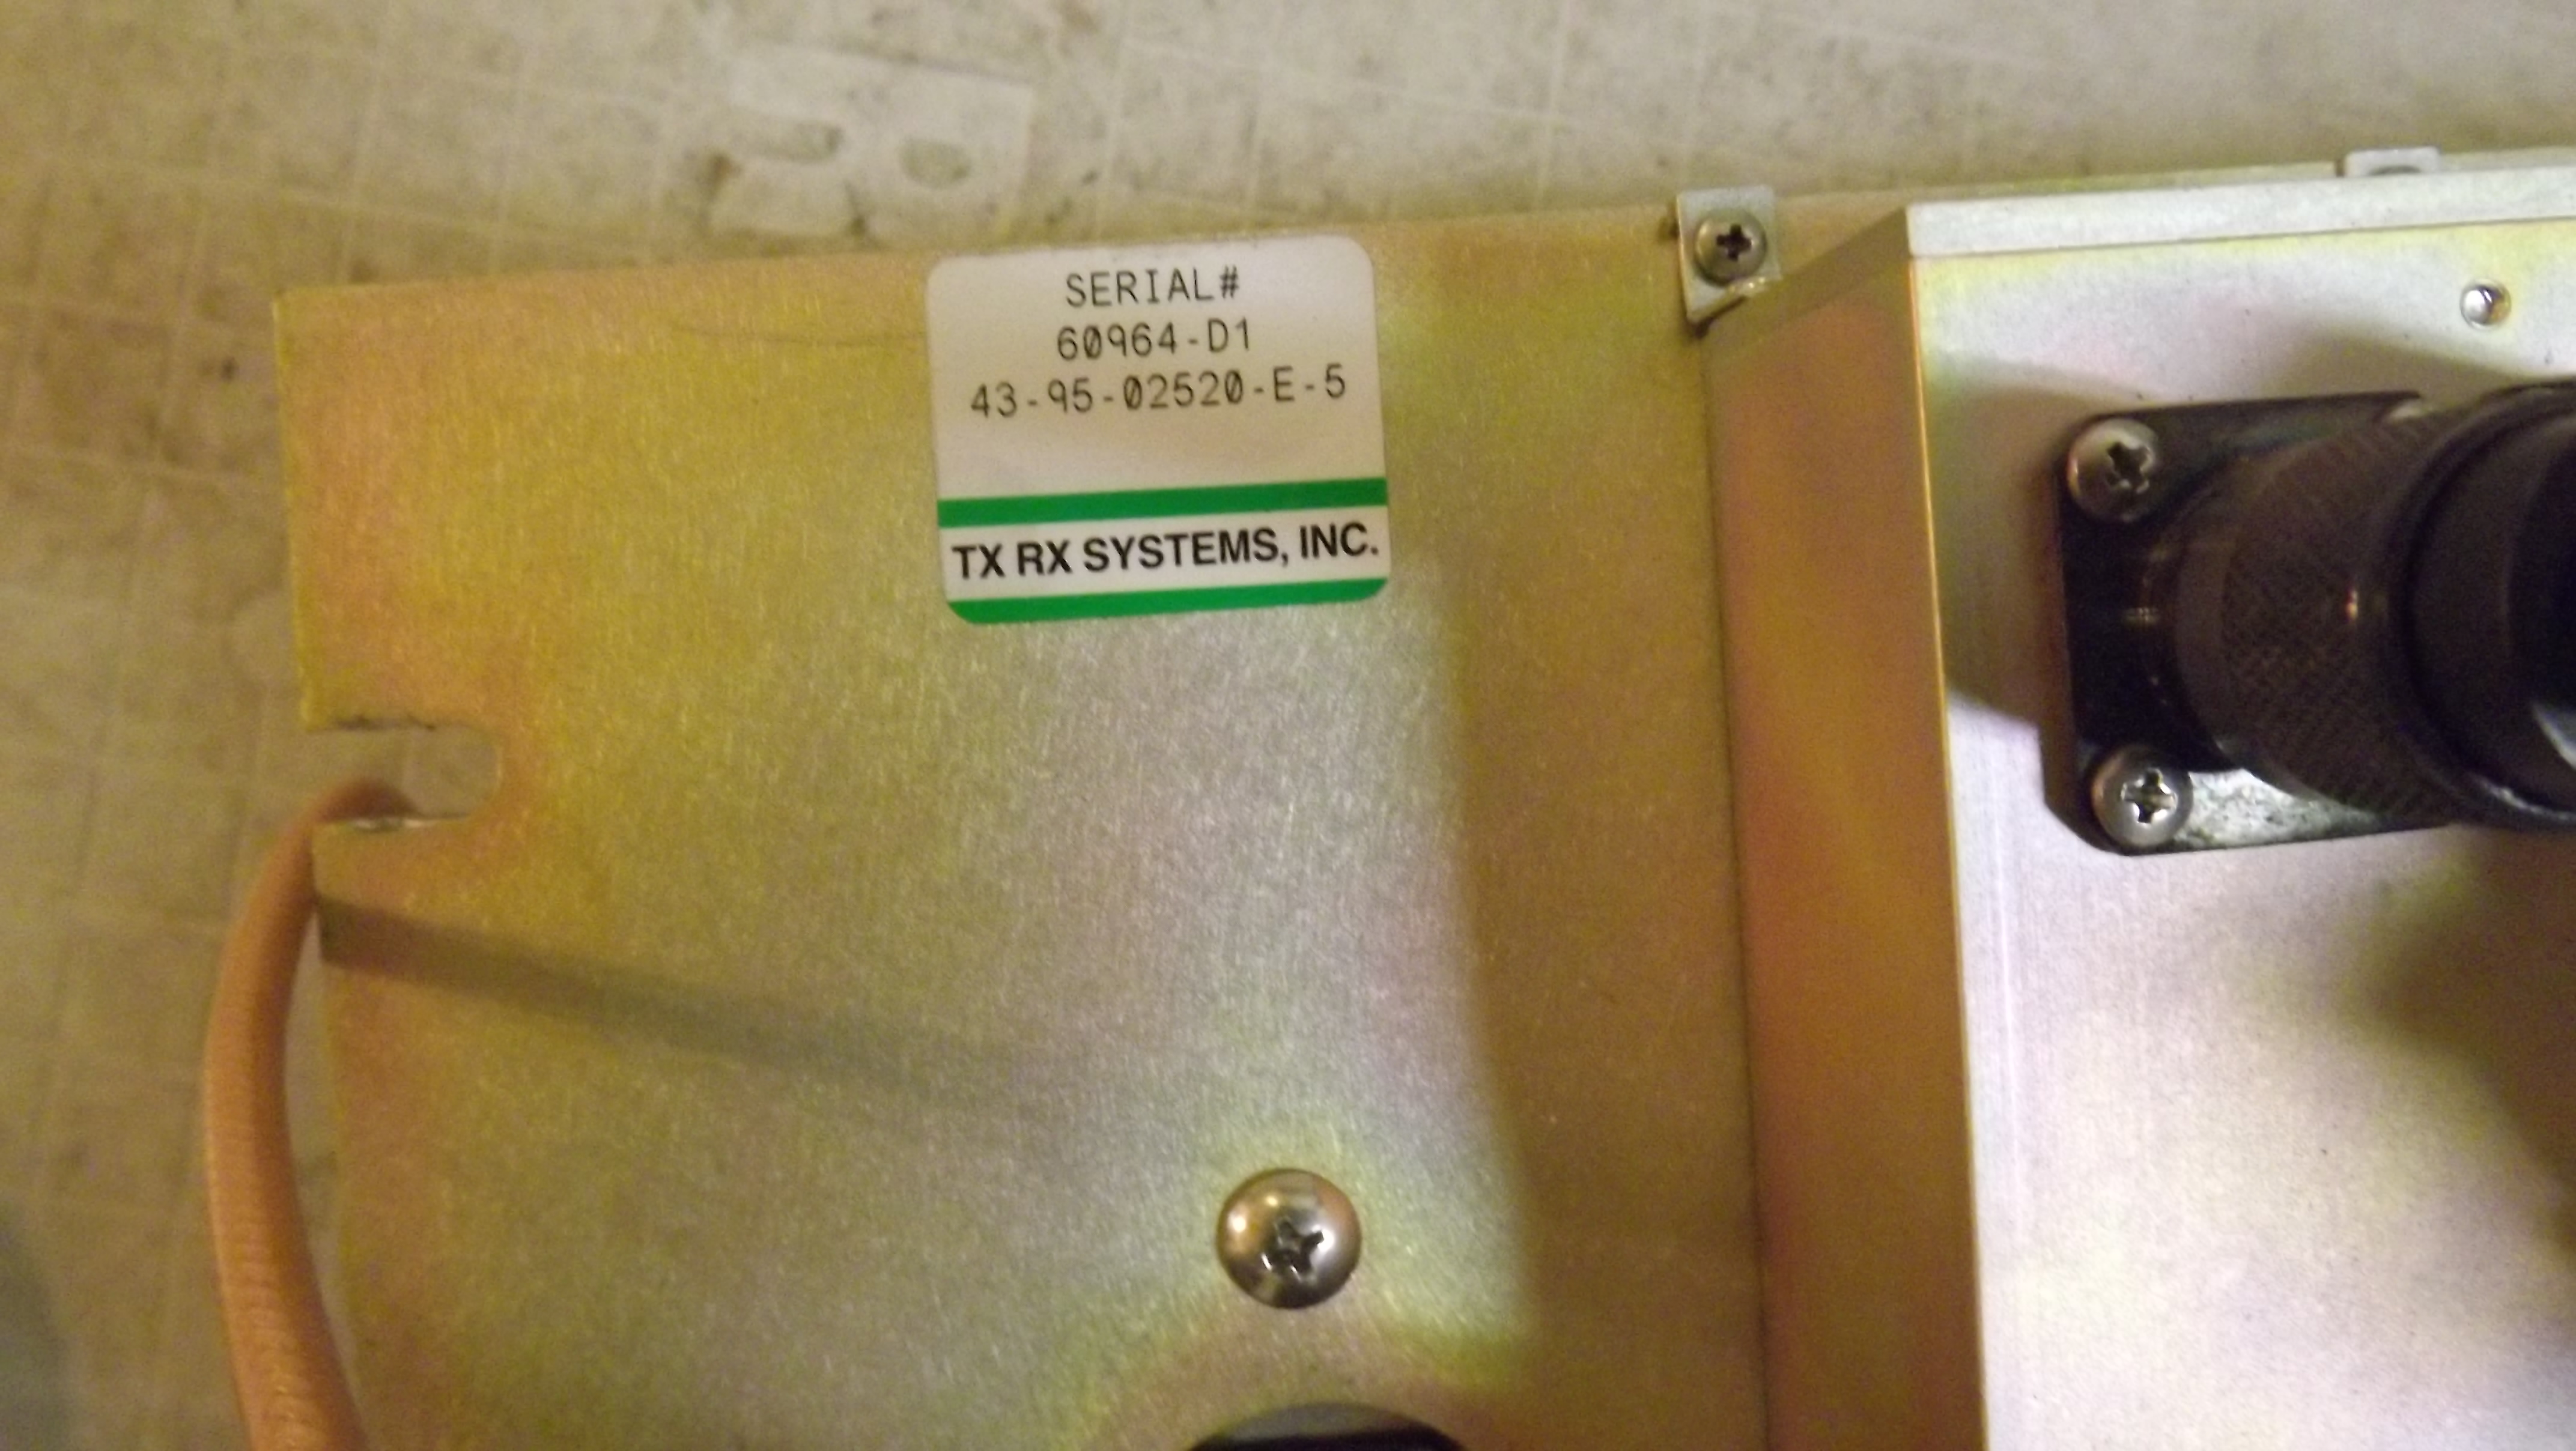 SERIAL#
60964-D1
43-95-02520-E-5
TX RX SYSTEMS, INC.